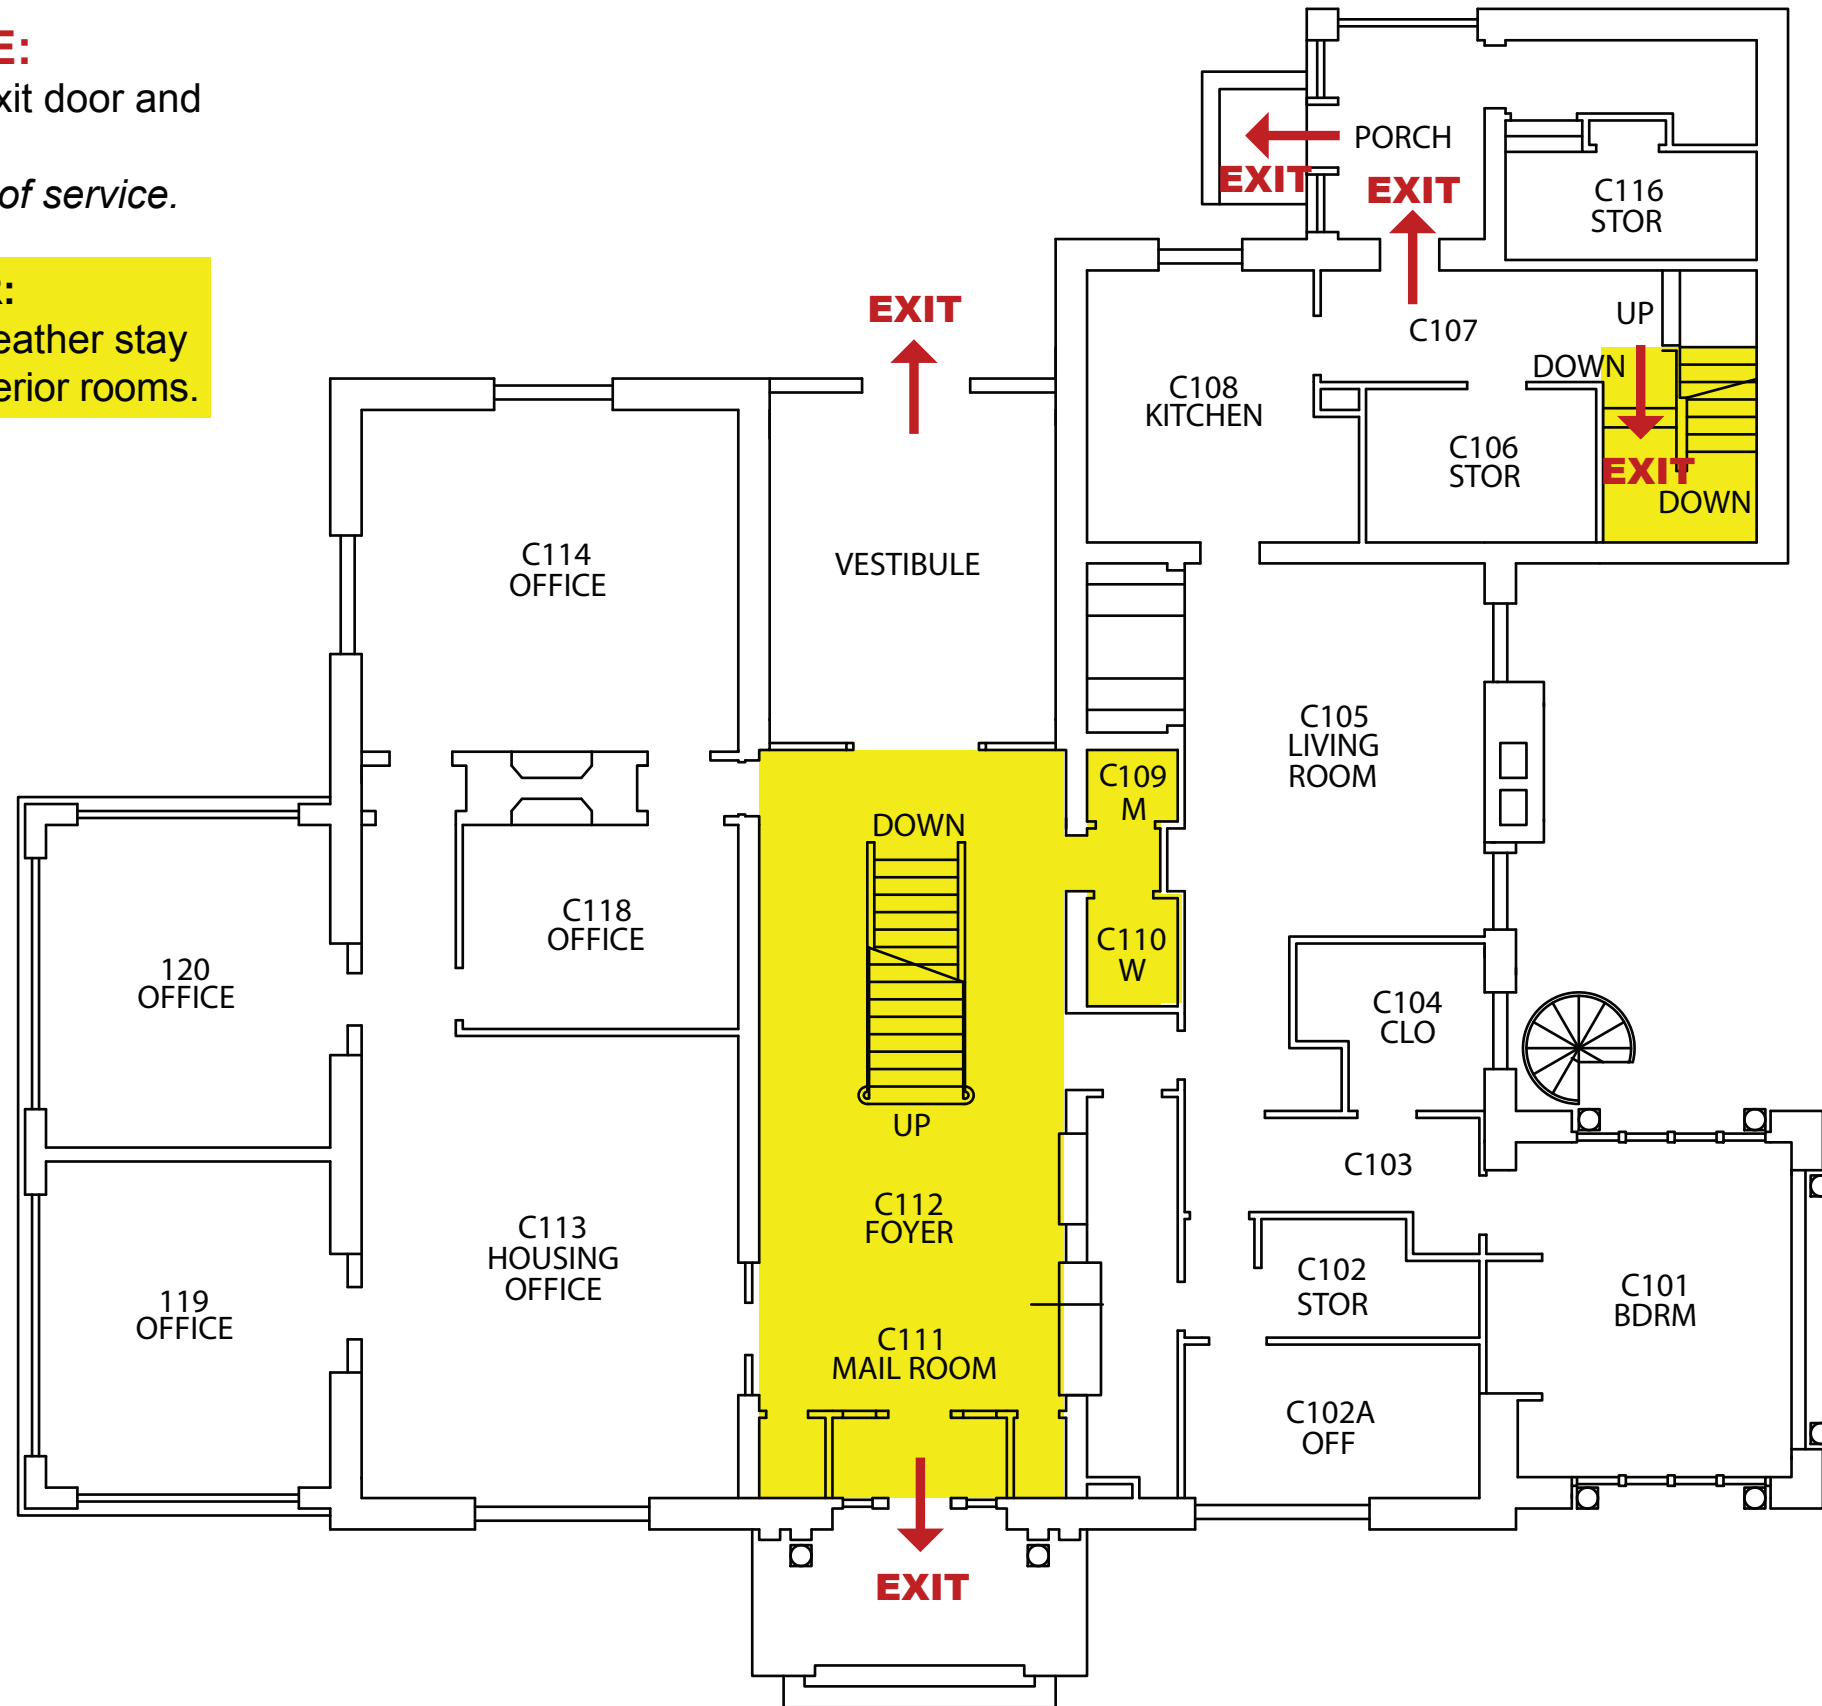 E:
xit door and
of service.
R:
eather stay
erior rooms.
PORCH
EXIT
EXIT
C116
STOR
EXIT
UP
C107
DOWN
C108
KITCHEN
C106
STOR
EXIT
DOWN
C114
OFFICE
VESTIBULE
C105
LIVING
ROOM
C109
M
DOWN
C118
OFFICE
C110
W
120
OFFICE
C104
CLO
UP
C103
C112
FOYER
C113
HOUSING
OFFICE
C102
STOR
C101
BDRM
119
OFFICE
C111
MAIL ROOM
C102A
OFF
EXIT